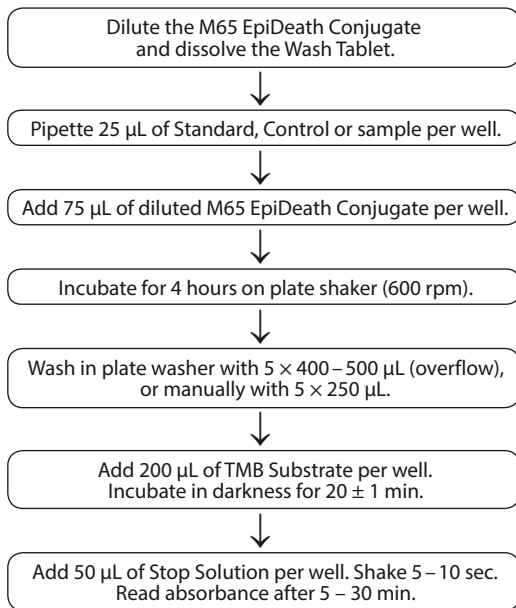 Dilute the M65 EpiDeath Conjugate
and dissolve the Wash Tablet.
Pipette 25 µL of Standard, Control or sample per well.
Add 75 µL of diluted M65 EpiDeath Conjugate per well.
Incubate for 4 hours on plate shaker (600 rpm).
Wash in plate washer with 5 × 400 – 500 µL (overflow),
or manually with 5 × 250 µL.
Add 200 µL of TMB Substrate per well.
Incubate in darkness for 20 ± 1 min.
Add 50 µL of Stop Solution per well. Shake 5 – 10 sec.
Read absorbance after 5 – 30 min.